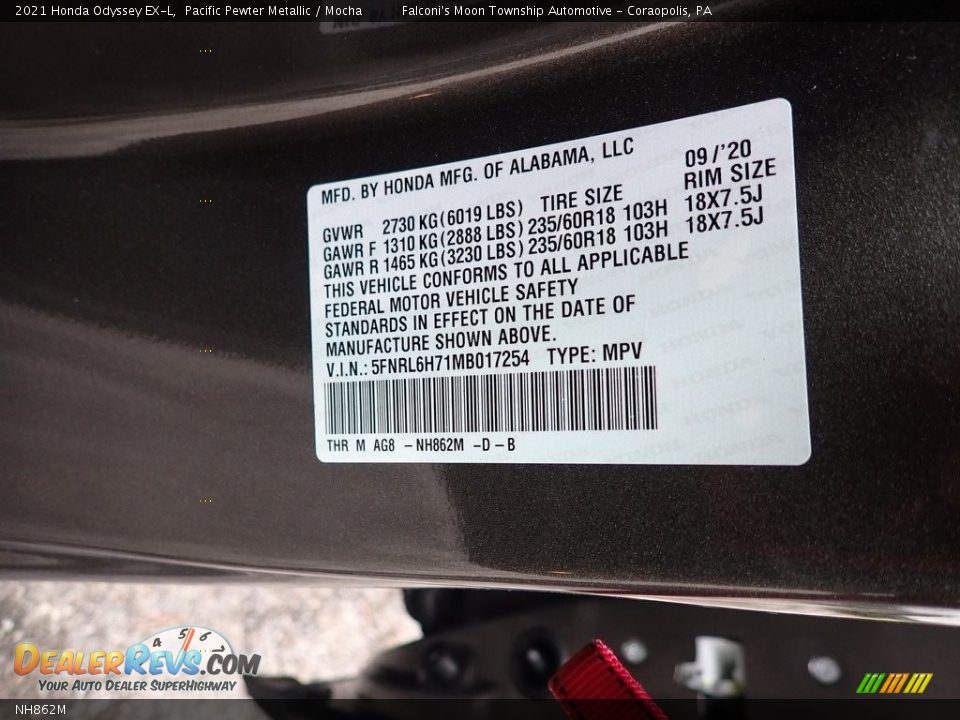 2021 Honda Odyssey EX-L, Pacific Pewter Metallic / Mocha Falconi's Moon Township Automotive - Coraopolis, PA
MFD. BY HONDA MFG. OF ALABAMA, LLC 09/'20
GVWR 2730 KG(6019 LBS) TIRE SIZE RIM SIZE
GAWR F 1310 KG(2888 LBS) 235/60R18 103H 18X7.5J
GAWR R 1465 KG(3230 LBS) 235/60R18 103H 18X7.5J
THIS VEHICLE CONFORMS TO ALL APPLICABLE
FEDERAL MOTOR VEHICLE SAFETY
STANDARDS IN EFFECT ON THE DATE OF
MANUFACTURE SHOWN ABOVE.
V.I.N.: 5FNRL6H71MB017254 TYPE: MPV
THR M AG8 -NH862M -D-B
4 5 6
DEALERREVS.COM
YOUR AUTO DEALER SUPERHIGHWAY
NH862M